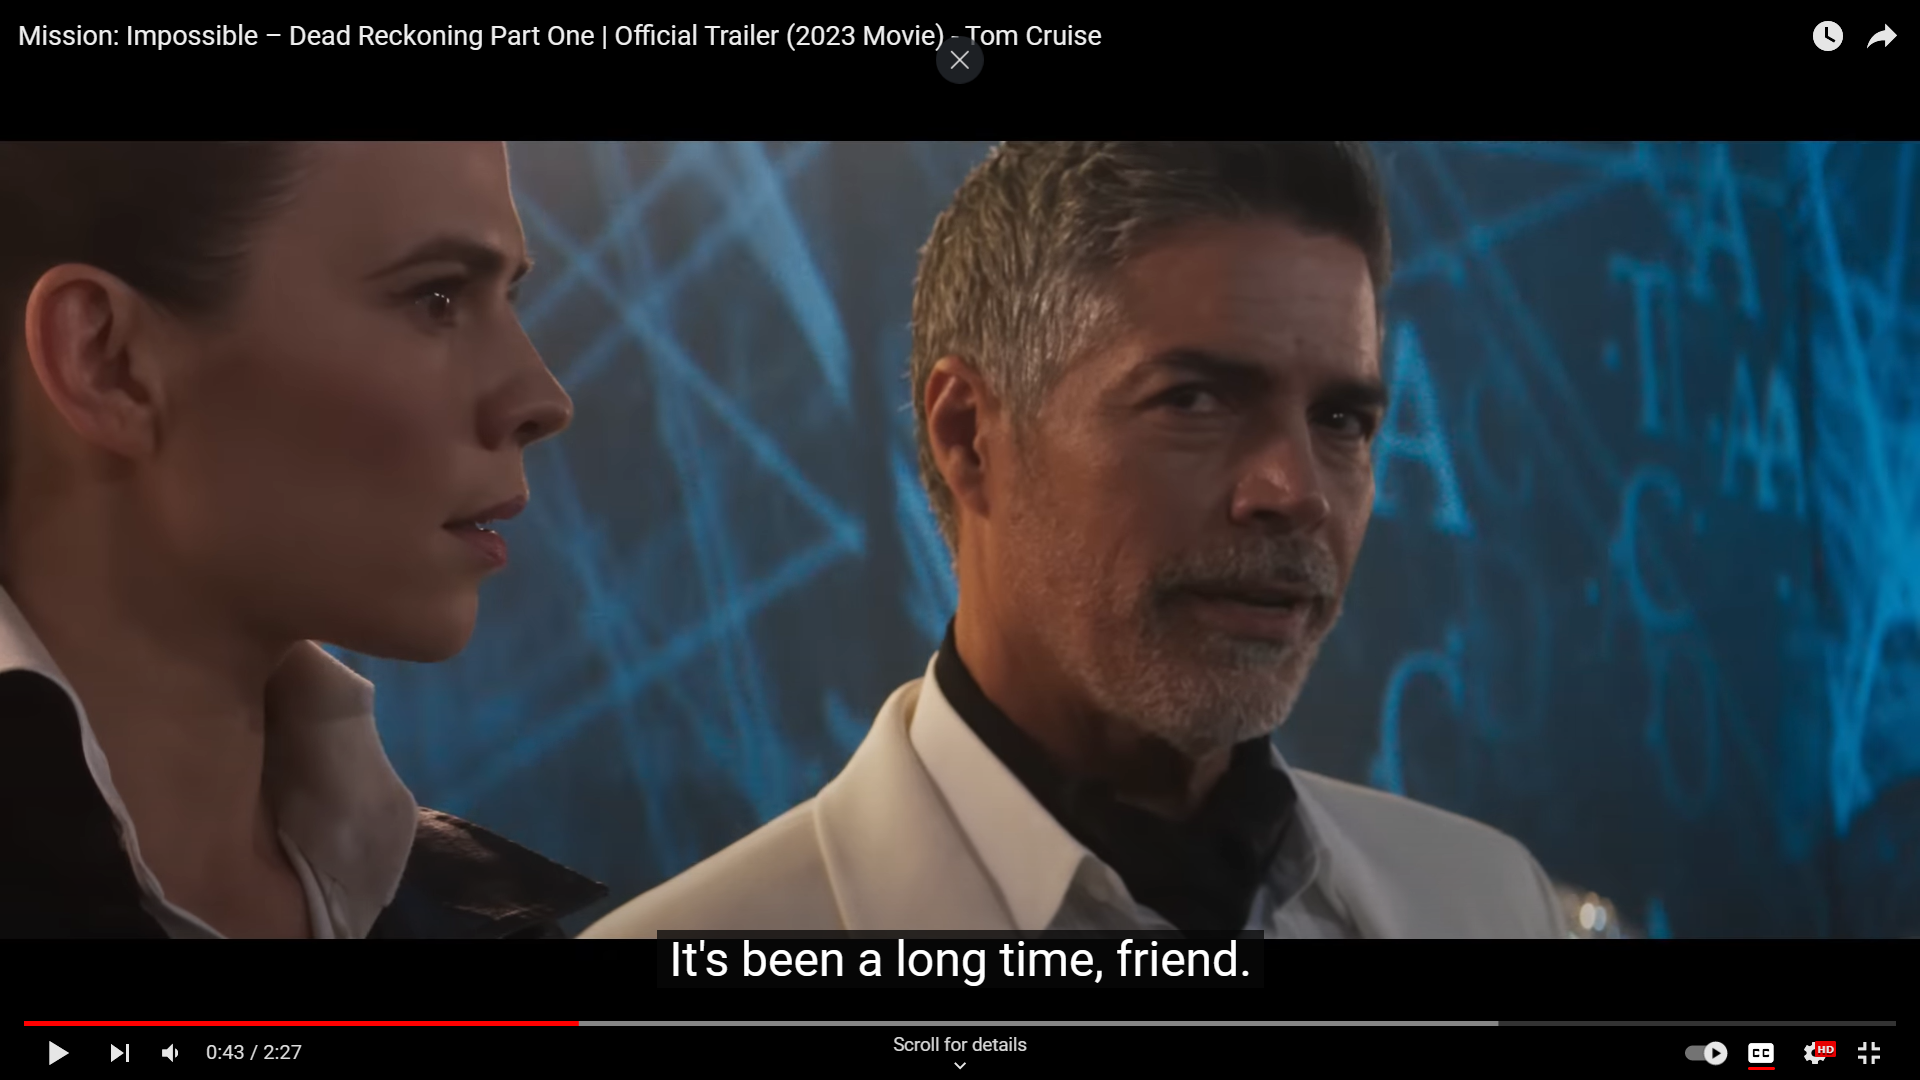 Mission: Impossible – Dead Reckoning Part One | Official Trailer (2023 Movie) - Tom Cruise
A
T
A
A
A
C
C
C
It's been a long time, friend.
0:43 / 2:27
Scroll for details
CC
HD